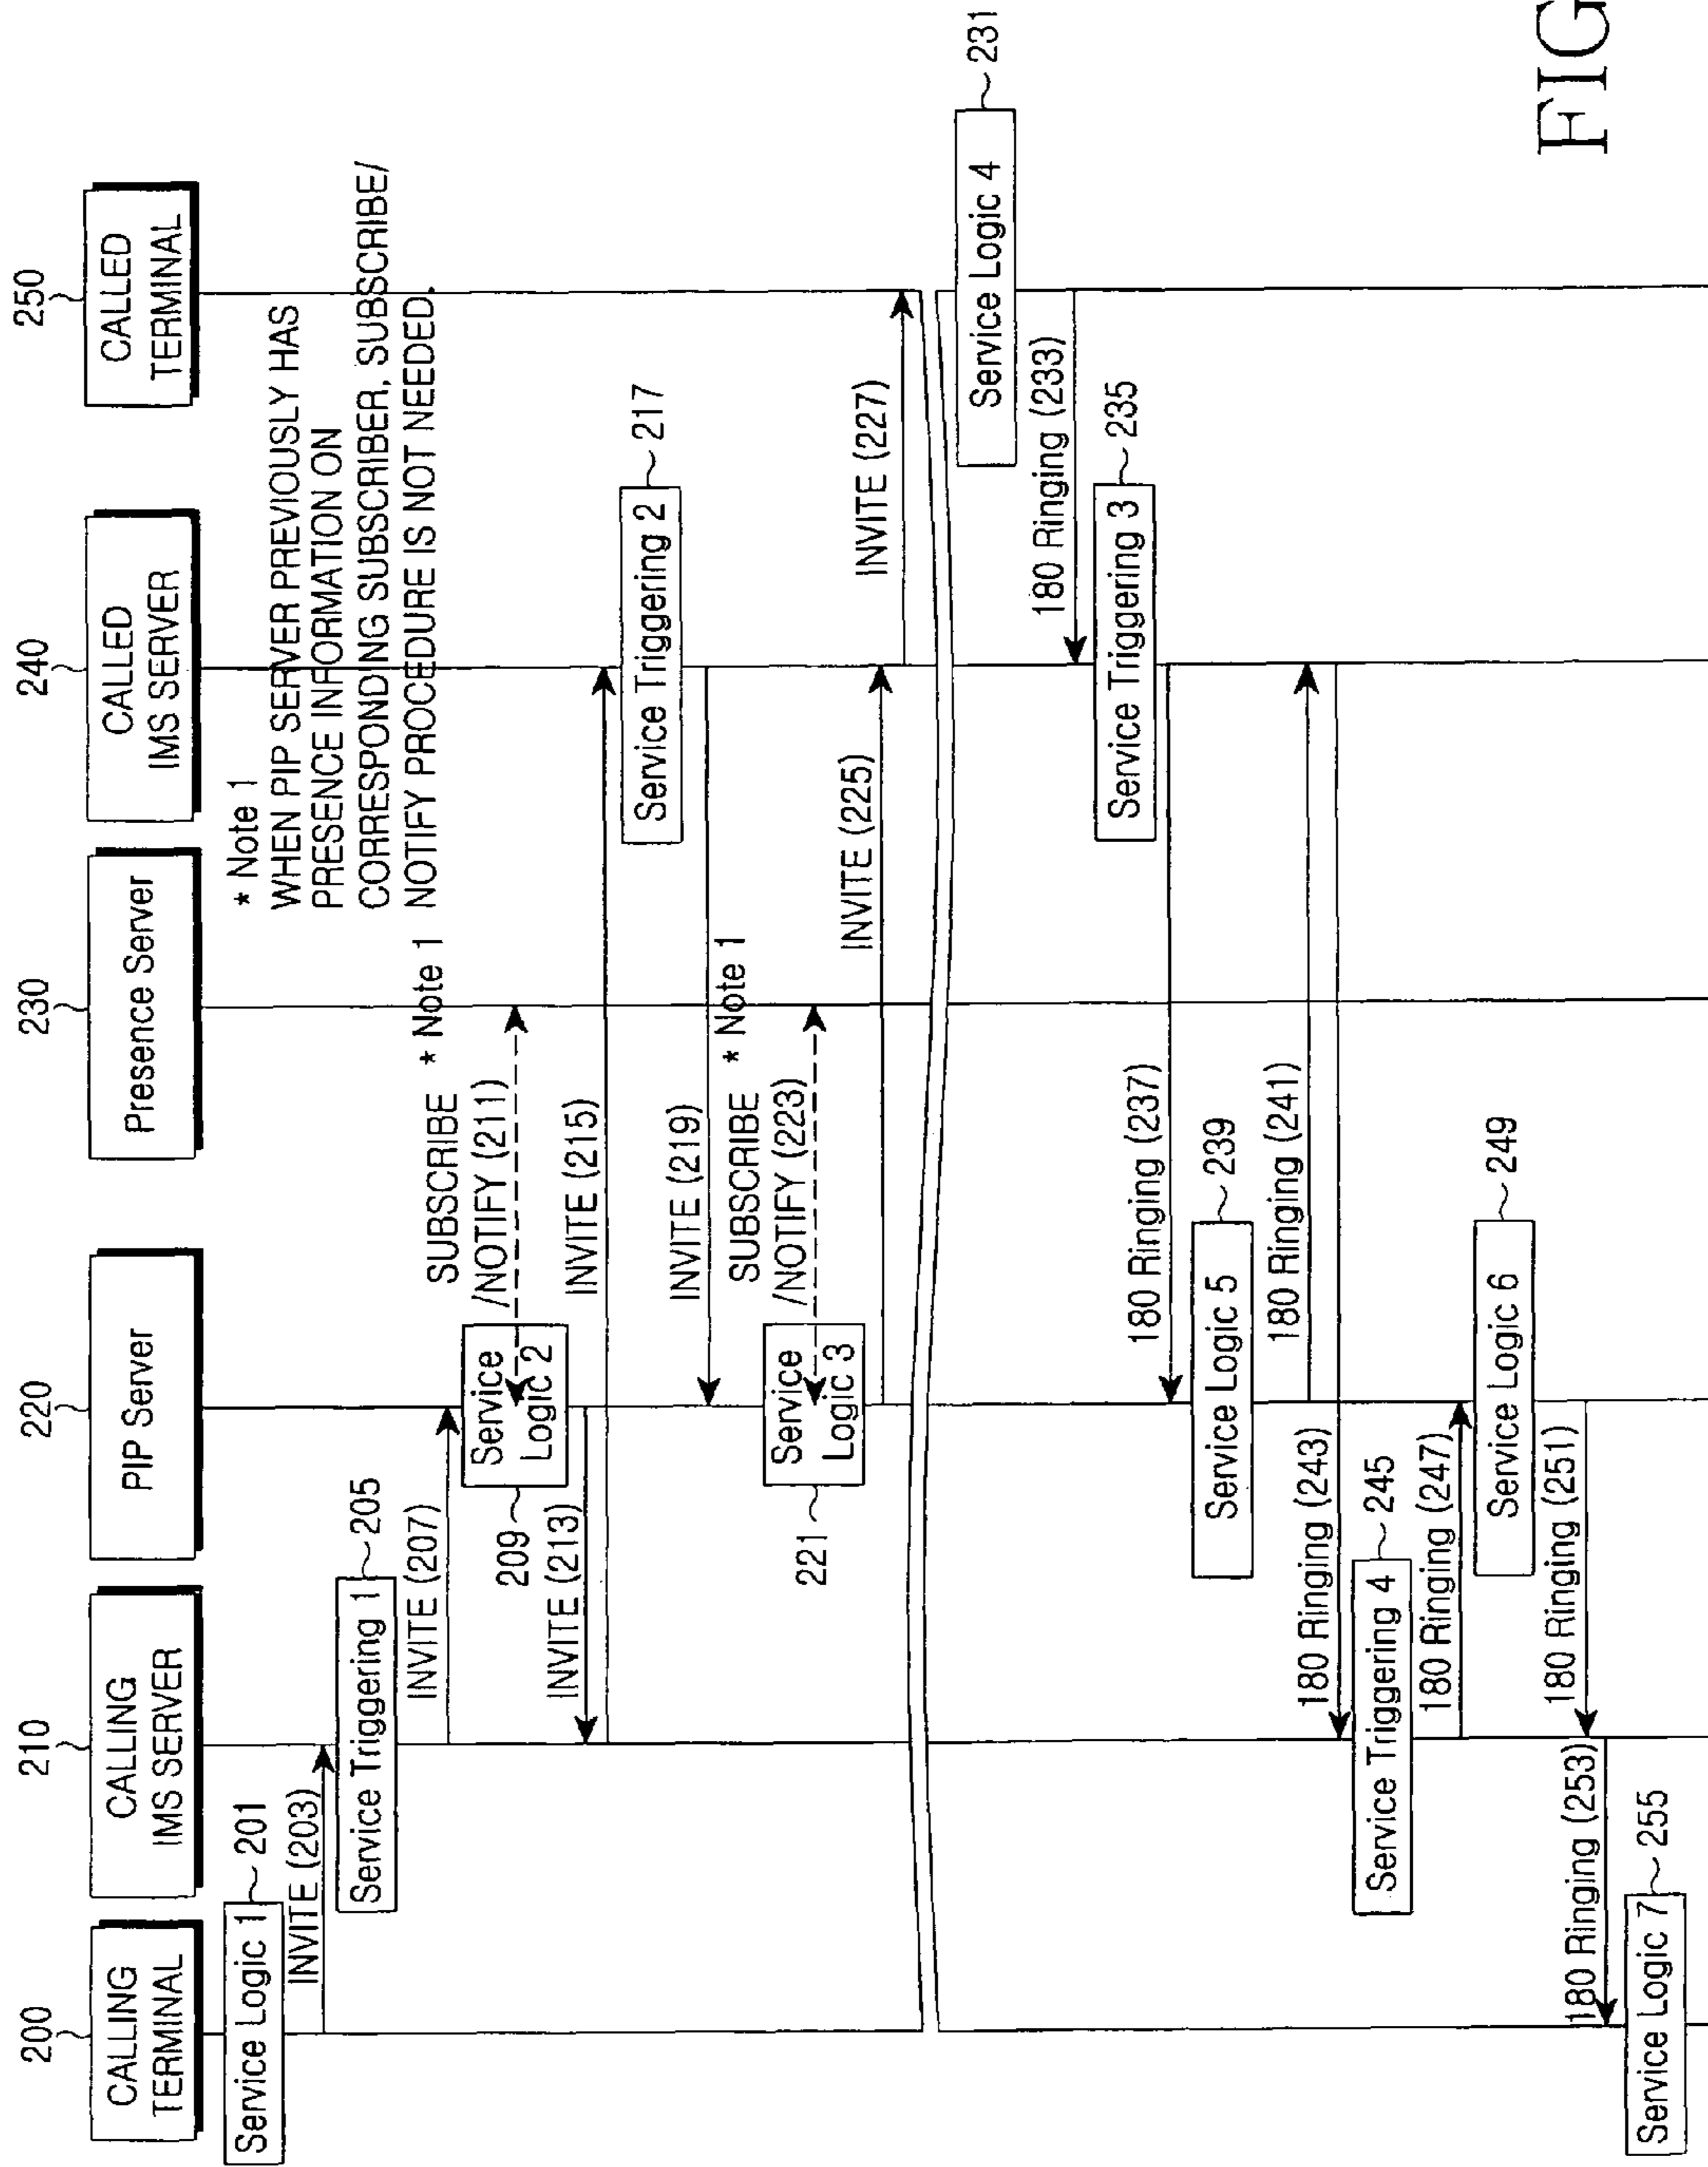 200
210
220
230
240
250
CALLING
TERMINAL
CALLING
IMS SERVER
PIP Server
Presence Server
CALLED
IMS SERVER
CALLED
TERMINAL
* Note 1
WHEN PIP SERVER PREVIOUSLY HAS
PRESENCE INFORMATION ON
CORRESPONDING SUBSCRIBER, SUBSCRIBE/
NOTIFY PROCEDURE IS NOT NEEDED.
Service Logic 1
201
INVITE (203)
Service Triggering 1
205
INVITE (207)
SUBSCRIBE * Note 1
/NOTIFY (211)
Service
Logic 2
209
INVITE (213)
INVITE (215)
Service Triggering 2
217
INVITE (219)
SUBSCRIBE * Note 1
/NOTIFY (223)
Service
Logic 3
221
INVITE (225)
INVITE (227)
Service Logic 4
231
180 Ringing (233)
Service Triggering 3
235
180 Ringing (237)
Service Logic 5
239
180 Ringing (241)
180 Ringing (243)
Service Triggering 4
245
180 Ringing (247)
Service Logic 6
249
180 Ringing (251)
180 Ringing (253)
Service Logic 7
255
FIG